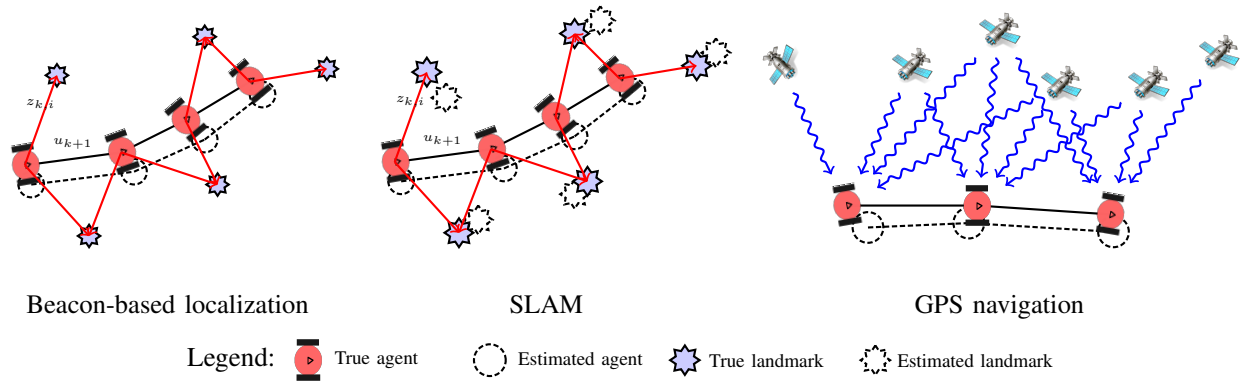 z_{k,i}
u_{k+1}
z_{k,i}
u_{k+1}
Beacon-based localization
SLAM
GPS navigation
Legend: True agent Estimated agent True landmark Estimated landmark